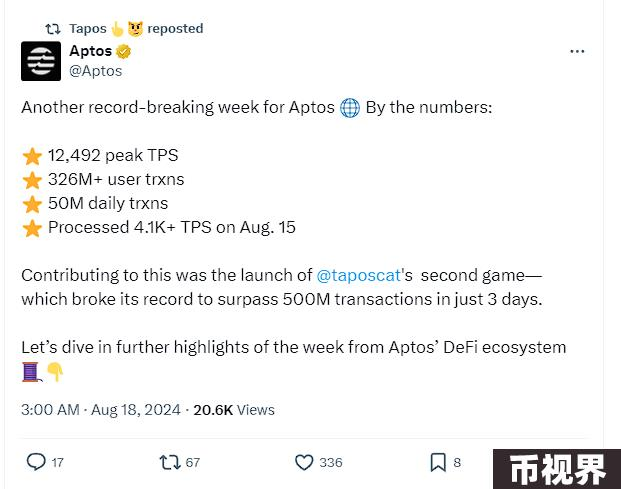 Tapos👆😼 reposted
Aptos
@Aptos
Another record-breaking week for Aptos 🌐 By the numbers:
⭐ 12,492 peak TPS
⭐ 326M+ user trxns
⭐ 50M daily trxns
⭐ Processed 4.1K+ TPS on Aug. 15
Contributing to this was the launch of @taposcat's second game—
which broke its record to surpass 500M transactions in just 3 days.
Let’s dive in further highlights of the week from Aptos’ DeFi ecosystem
🧵👇
3:00 AM · Aug 18, 2024 · 20.6K Views
17
67
336
8
币视界